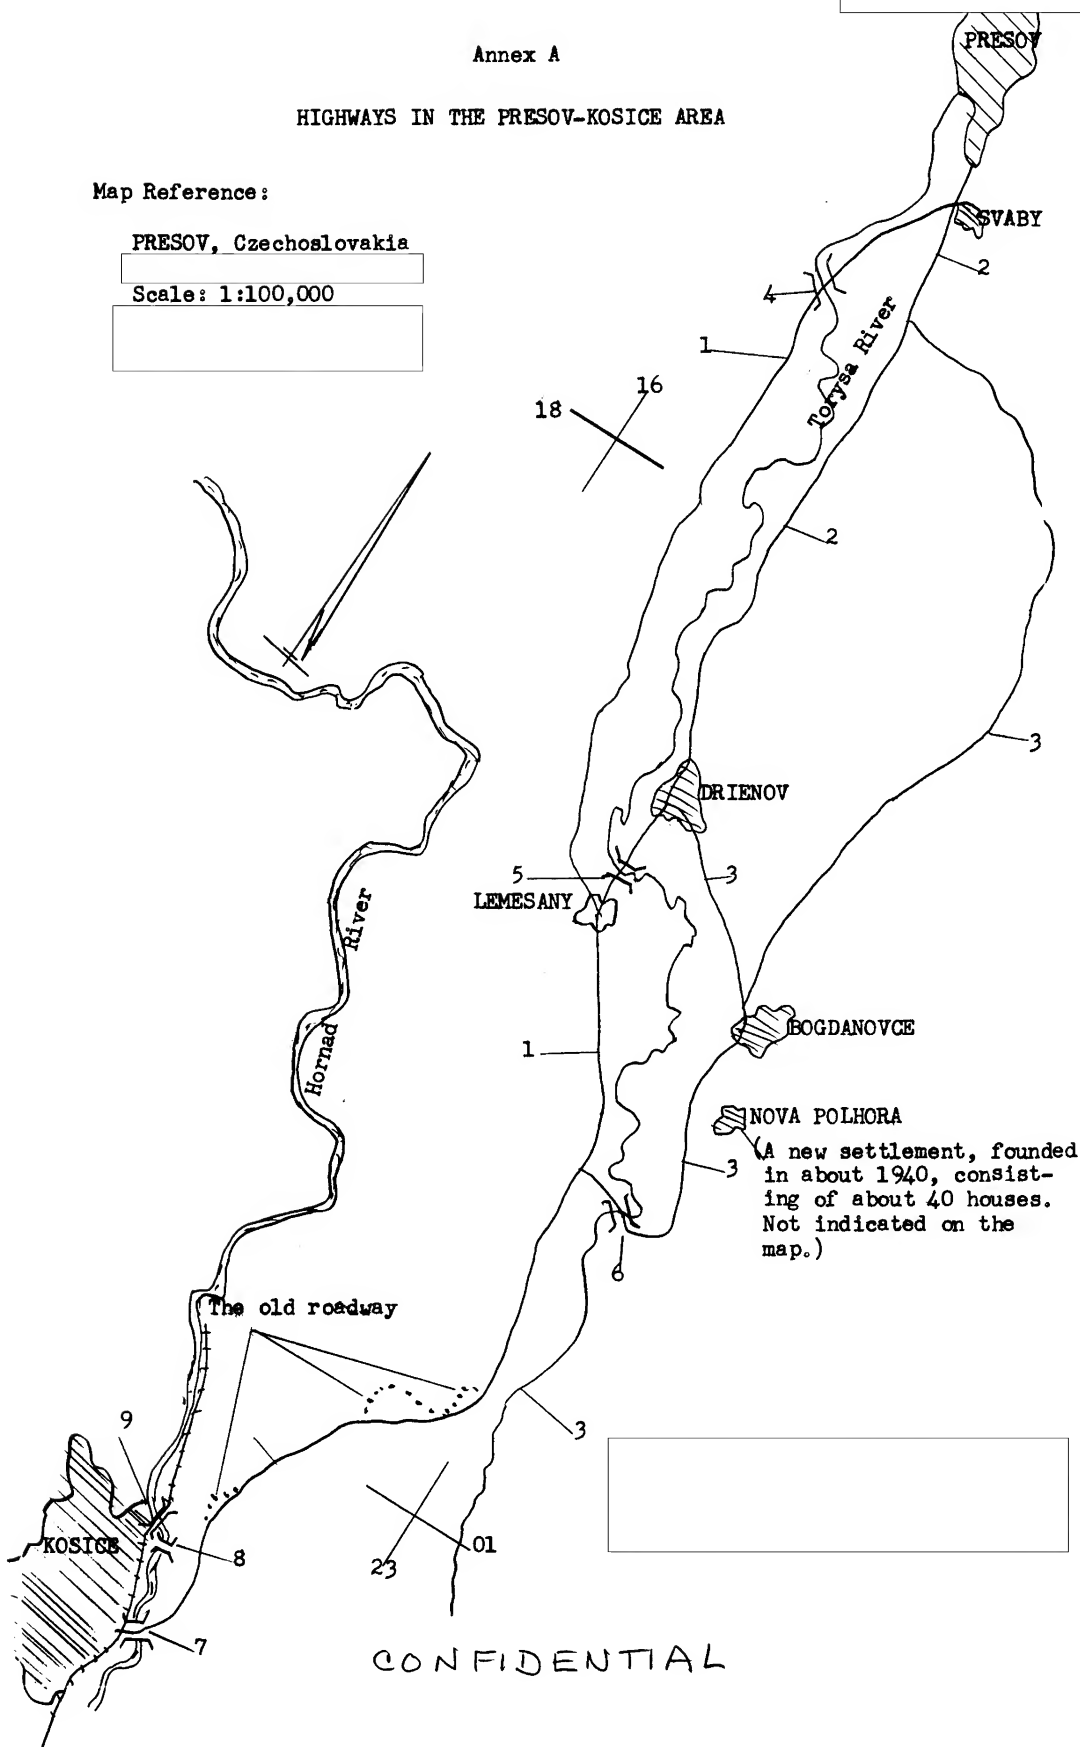 Annex A
PRESOV
HIGHWAYS IN THE PRESOV-KOSICE AREA
Map Reference:
PRESOV, Czechoslovakia
Scale: 1:100,000
SVABY
2
4
1
Torysa River
16
18
2
3
DRIENOV
5
3
LEMESANY
River
Hornad
BOGDANOVCE
1
NOVA POLHORA
(A new settlement, founded
in about 1940, consist-
ing of about 40 houses.
Not indicated on the
map.)
3
6
The old roadway
9
3
KOSICE
8
23
01
7
CONFIDENTIAL